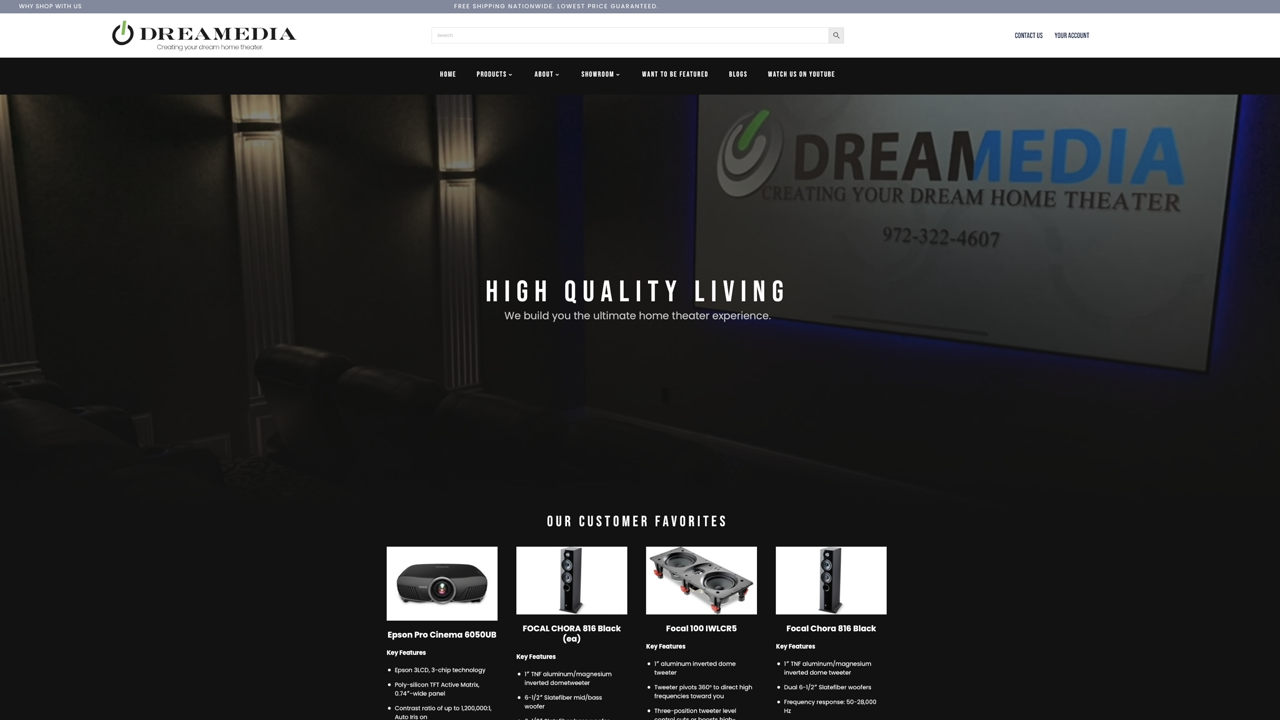 WHY SHOP WITH US
FREE SHIPPING NATIONWIDE. LOWEST PRICE GUARANTEED.
DREAMEDIA
Creating your dream home theater.
Search
CONTACT US
YOUR ACCOUNT
HOME
PRODUCTS
ABOUT
SHOWROOM
WANT TO BE FEATURED
BLOGS
WATCH US ON YOUTUBE
DREAMEDIA
CREATING YOUR DREAM HOME THEATER
972-322-4607
HIGH QUALITY LIVING
We build you the ultimate home theater experience.
OUR CUSTOMER FAVORITES
Epson Pro Cinema 6050UB
Key Features
Epson 3LCD, 3-chip technology
Poly-silicon TFT Active Matrix,
0.74”-wide panel
Contrast ratio of up to 1,200,000:1,
Auto Iris on
FOCAL CHORA 816 Black
(ea)
Key Features
1″ TNF aluminum/magnesium
inverted dometweeter
6-1/2″ Slatefiber mid/bass
woofer
Focal 100 IWLCR5
Key Features
1″ aluminum inverted dome
tweeter
Tweeter pivots 360° to direct high
frequencies toward you
Three-position tweeter level
Focal Chora 816 Black
Key Features
1″ TNF aluminum/magnesium
inverted dome tweeter
Dual 6-1/2″ Slatefiber woofers
Frequency response: 50-28,000
Hz